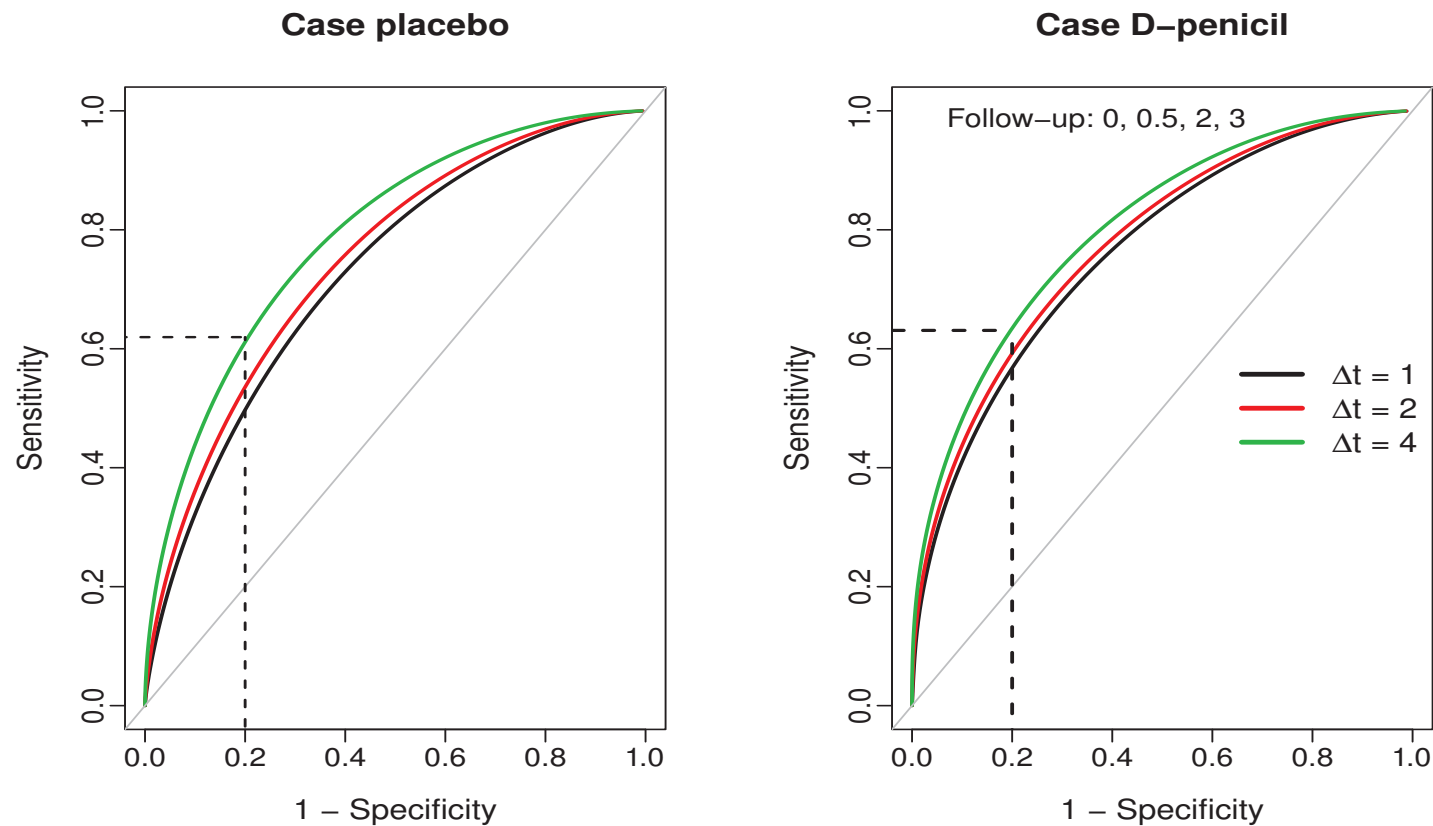 Case placebo
Sensitivity
1.0
0.8
0.6
0.4
0.2
0.0
0.0 0.2 0.4 0.6 0.8 1.0
1 − Specificity
Case D−penicil
Follow−up: 0, 0.5, 2, 3
Sensitivity
1.0
0.8
0.6
0.4
0.2
0.0
Δt = 1
Δt = 2
Δt = 4
0.0 0.2 0.4 0.6 0.8 1.0
1 − Specificity